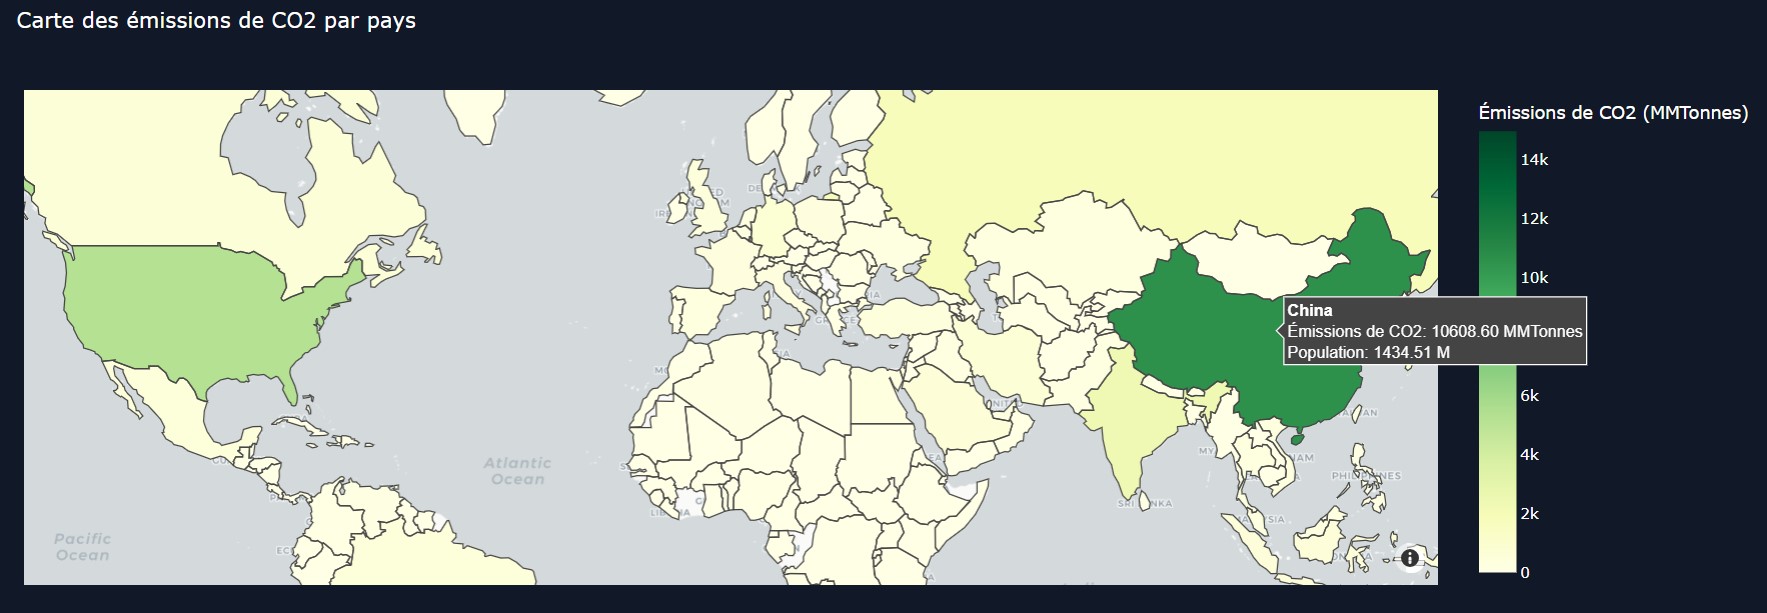 Carte des émissions de CO2 par pays
Émissions de CO2 (MMTonnes)
14k
12k
10k
China
Émissions de CO2: 10608.60 MMTonnes
Population: 1434.51 M
6k
4k
2k
0
Atlantic
Ocean
Pacific
Ocean